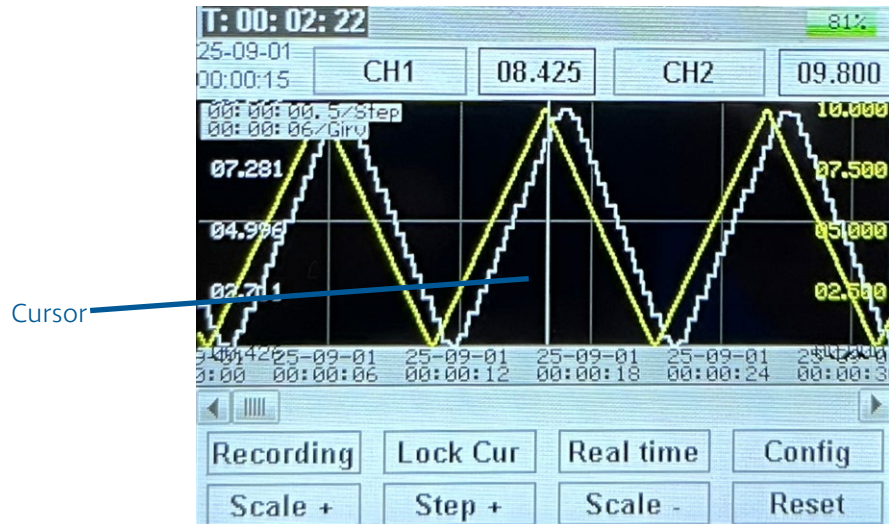 T: 00: 02: 22
81%
25-09-01
00:00:15
CH1
08.425
CH2
09.800
00:00:00.5/Step
00:00:06/Girv
10.000
07.281
07.500
04.996
05.000
02.711
02.500
25-09-01 25-09-01 25-09-01 25-09-01
00:00:06 00:00:12 00:00:18 00:00:24
Cursor
Recording
Lock Cur
Real time
Config
Scale +
Step +
Scale -
Reset